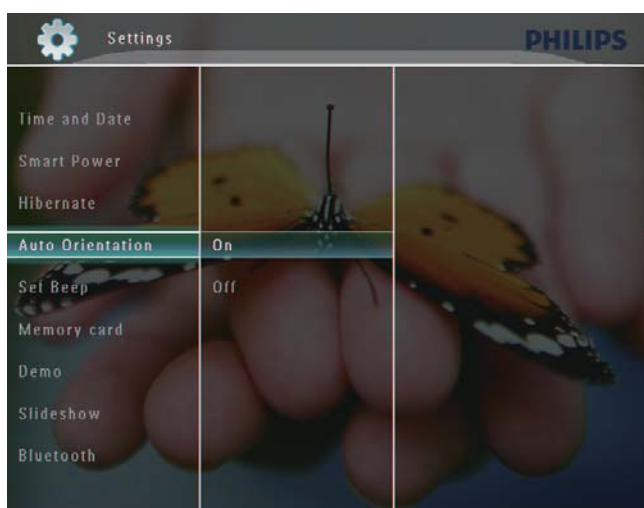 Settings
PHILIPS
Time and Date
Smart Power
Hibernate
Auto Orientation
On
Set Beep
Off
Memory card
Demo
Slideshow
Bluetooth